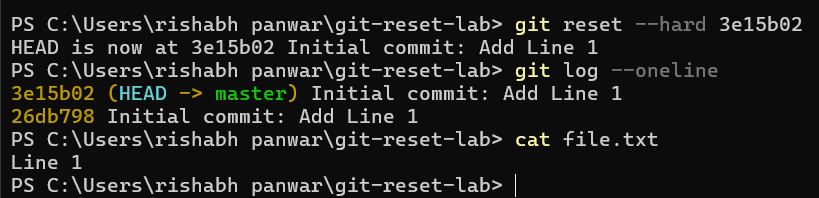 PS C:\Users\rishabh panwar\git-reset-lab> git reset --hard 3e15b02
HEAD is now at 3e15b02 Initial commit: Add Line 1
PS C:\Users\rishabh panwar\git-reset-lab> git log --oneline
3e15b02 (HEAD -> master) Initial commit: Add Line 1
26db798 Initial commit: Add Line 1
PS C:\Users\rishabh panwar\git-reset-lab> cat file.txt
Line 1
PS C:\Users\rishabh panwar\git-reset-lab>